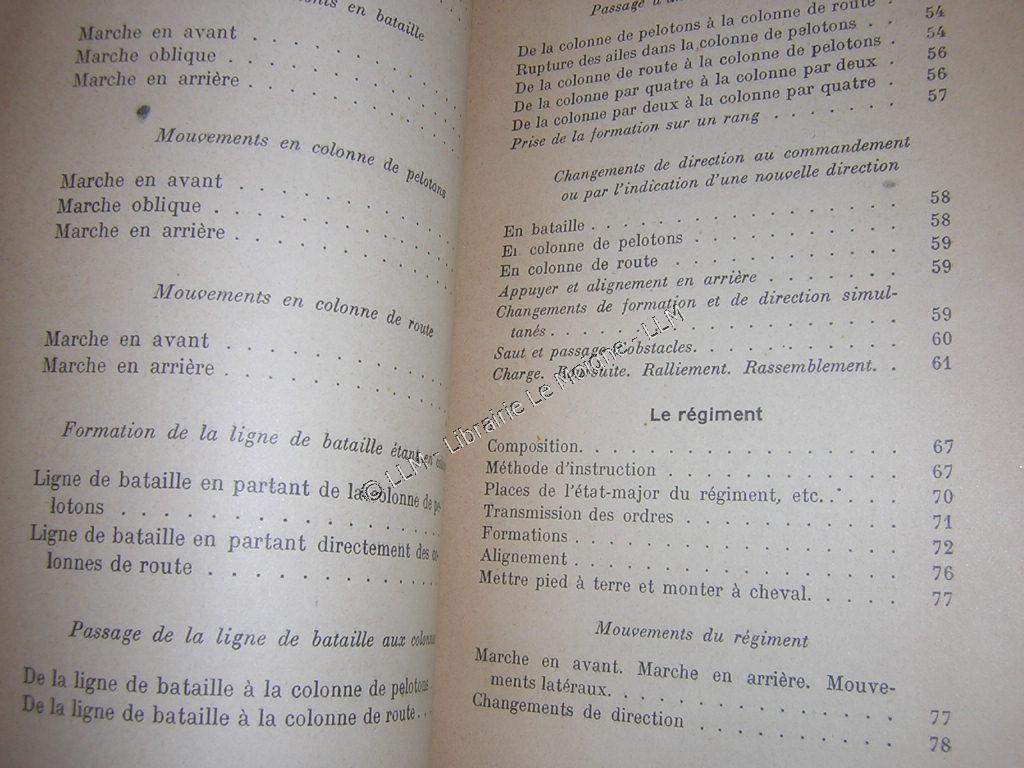 en bataille
Marche en avant . . . . . . . . .
Marche oblique . . . . . . . . .
Marche en arrière . . . . . . . . .
Mouvements en colonne de pelotons
Marche en avant . . . . . . . . .
Marche oblique . . . . . . . . .
Marche en arrière . . . . . . . . .
Mouvements en colonne de route
Marche en avant . . . . . . . . .
Marche en arrière . . . . . . . . .
Formation de la ligne de bataille étant en
Ligne de bataille en partant de la colonne de pe-
lotons . . . . . . . . . . . . .
Ligne de bataille en partant directement des co-
lonnes de route . . . . . . . . .
Passage de la ligne de bataille aux
De la ligne de bataille à la colonne de pelotons
De la ligne de bataille à la colonne de route . .
Passage
De la colonne de pelotons à la colonne de route . 54
Rupture des ailes dans la colonne de pelotons . . 54
De la colonne de route à la colonne de pelotons . 56
De la colonne par quatre à la colonne par deux . 56
De la colonne par deux à la colonne par quatre . 57
Prise de la formation sur un rang . . . . . .
Changements de direction au commandement
ou par l'indication d'une nouvelle direction
En bataille . . . . . . . . . . . . 58
En colonne de pelotons . . . . . . . . . 58
En colonne de route . . . . . . . . . . 59
Appuyer et alignement en arrière . . . . . . 59
Changements de formation et de direction simul-
tanés . . . . . . . . . . . . . . 59
Saut et passage d'obstacles. . . . . . . . . 60
Charge. Poursuite. Ralliement. Rassemblement. . 61
Le régiment
Composition. . . . . . . . . . . . . 67
Méthode d'instruction . . . . . . . . . 67
Places de l'état-major du régiment, etc. . . . . 70
Transmission des ordres . . . . . . . . . 71
Formations . . . . . . . . . . . . . 72
Alignement . . . . . . . . . . . . . 76
Mettre pied à terre et monter à cheval. . . . . 77
Mouvements du régiment
Marche en avant. Marche en arrière. Mouve-
ments latéraux. . . . . . . . . . . . 77
Changements de direction . . . . . . . . 78
© LLM - Librairie Le Moigne - LLM